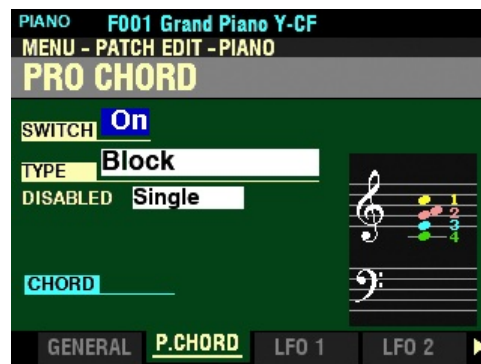 PIANO F001 Grand Piano Y-CF
MENU - PATCH EDIT - PIANO
PRO CHORD
SWITCH On
TYPE Block
DISABLED Single
1
2
3
4
CHORD
GENERAL P.CHORD LFO 1 LFO 2